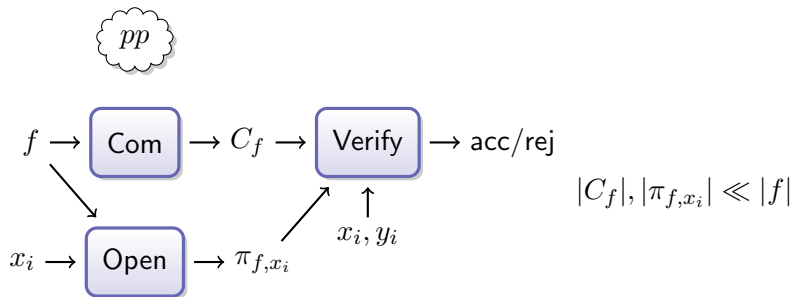 pp
f Com C_f Verify acc/rej
|C_f|, |π_{f,x_i}| ≪ |f|
x_i, y_i
x_i Open π_{f,x_i}